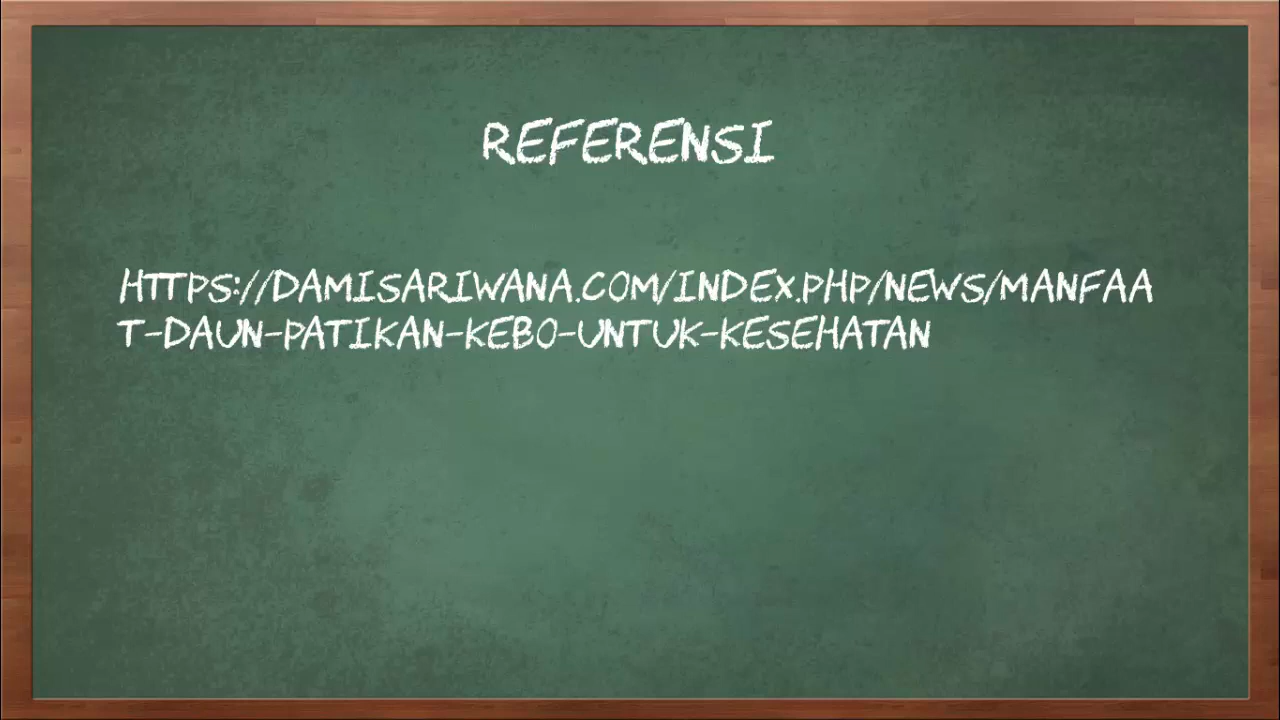 REFERENSI
HTTPS://DAMISARIWANA.COM/INDEX.PHP/NEWS/MANFAA
T-DAUN-PATIKAN-KEBO-UNTUK-KESEHATAN